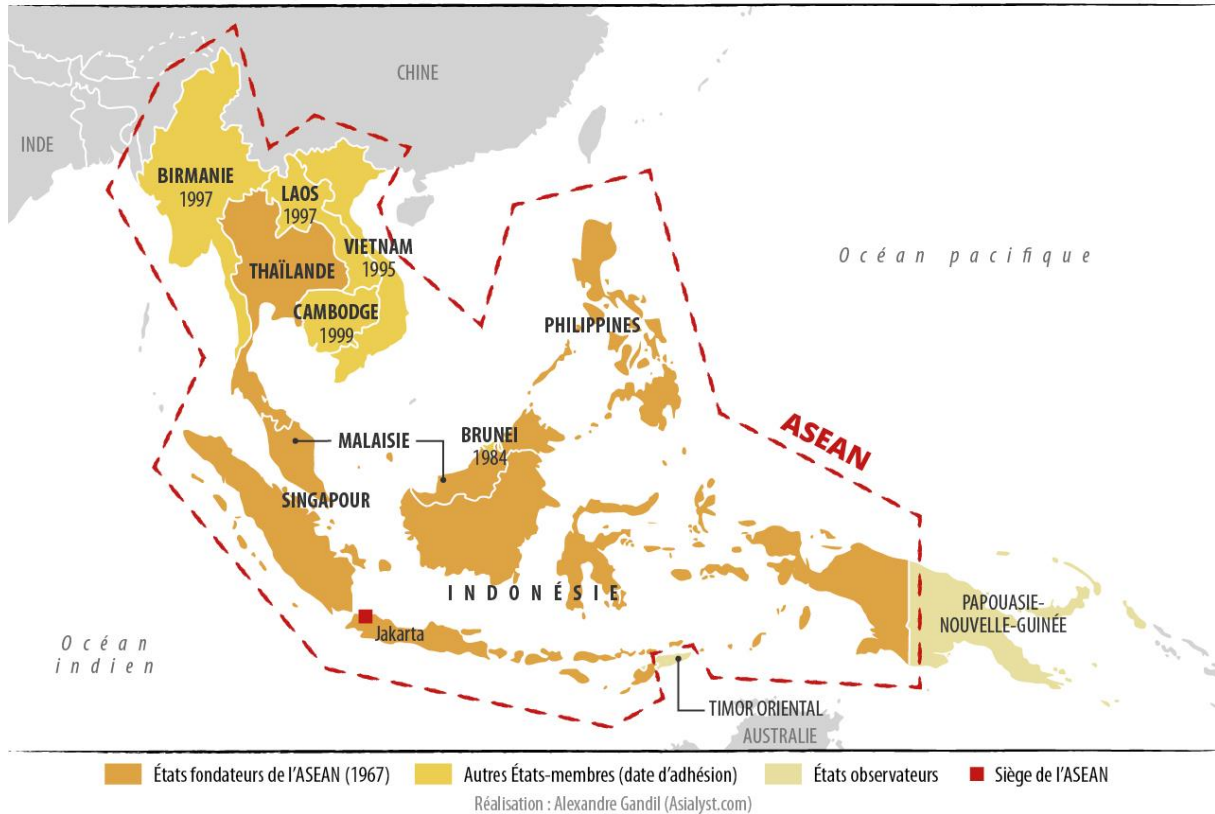 CHINE
INDE
BIRMANIE
1997
LAOS
1997
VIETNAM
1995
THAÏLANDE
CAMBODGE
1999
Océan pacifique
PHILIPPINES
ASEAN
MALAISIE
BRUNEI
1984
SINGAPOUR
INDONÉSIE
PAPOUASIE-
NOUVELLE-GUINÉE
Jakarta
Océan
indien
TIMOR ORIENTAL
AUSTRALIE
États fondateurs de l'ASEAN (1967)
Autres États-membres (date d'adhésion)
États observateurs
Siège de l'ASEAN
Réalisation : Alexandre Gandil (Asialyst.com)